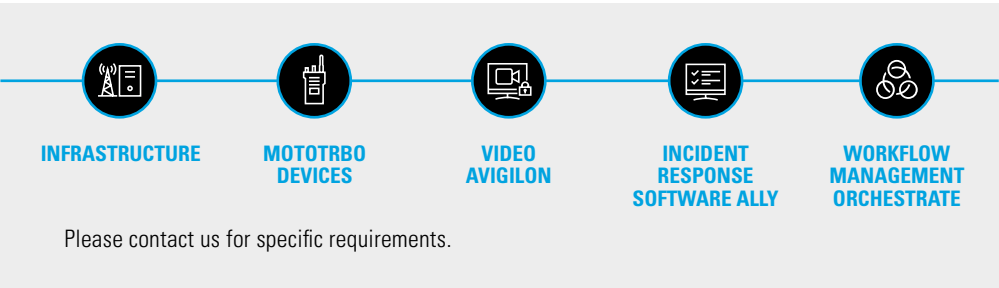 INFRASTRUCTURE
MOTOTRBO
DEVICES
VIDEO
AVIGILON
INCIDENT
RESPONSE
SOFTWARE ALLY
WORKFLOW
MANAGEMENT
ORCHESTRATE
Please contact us for specific requirements.